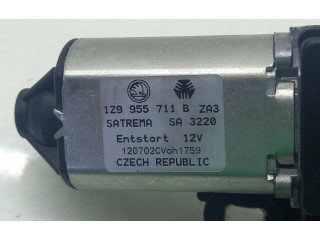 1Z9 955 711 B ZA3
SATREMA SA 3220
Entstort 12V
120702CVoh1759
CZECH REPUBLIC